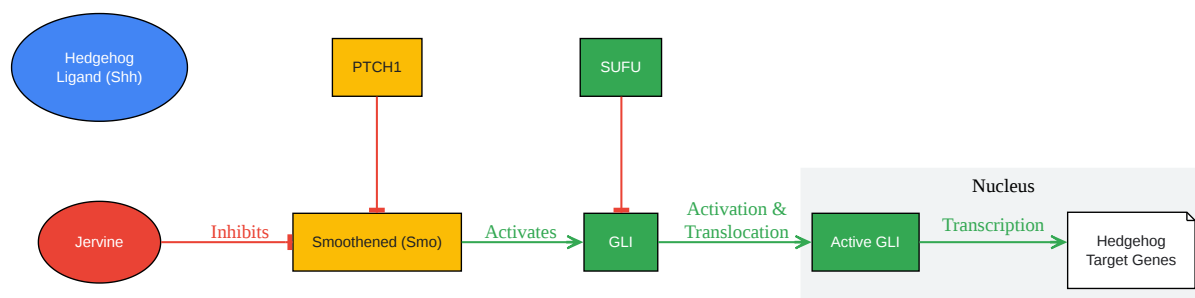 Hedgehog
Ligand (Shh)
PTCH1
SUFU
Nucleus
Jervine
Inhibits
Smoothened (Smo)
Activates
GLI
Activation &
Translocation
Active GLI
Transcription
Hedgehog
Target Genes